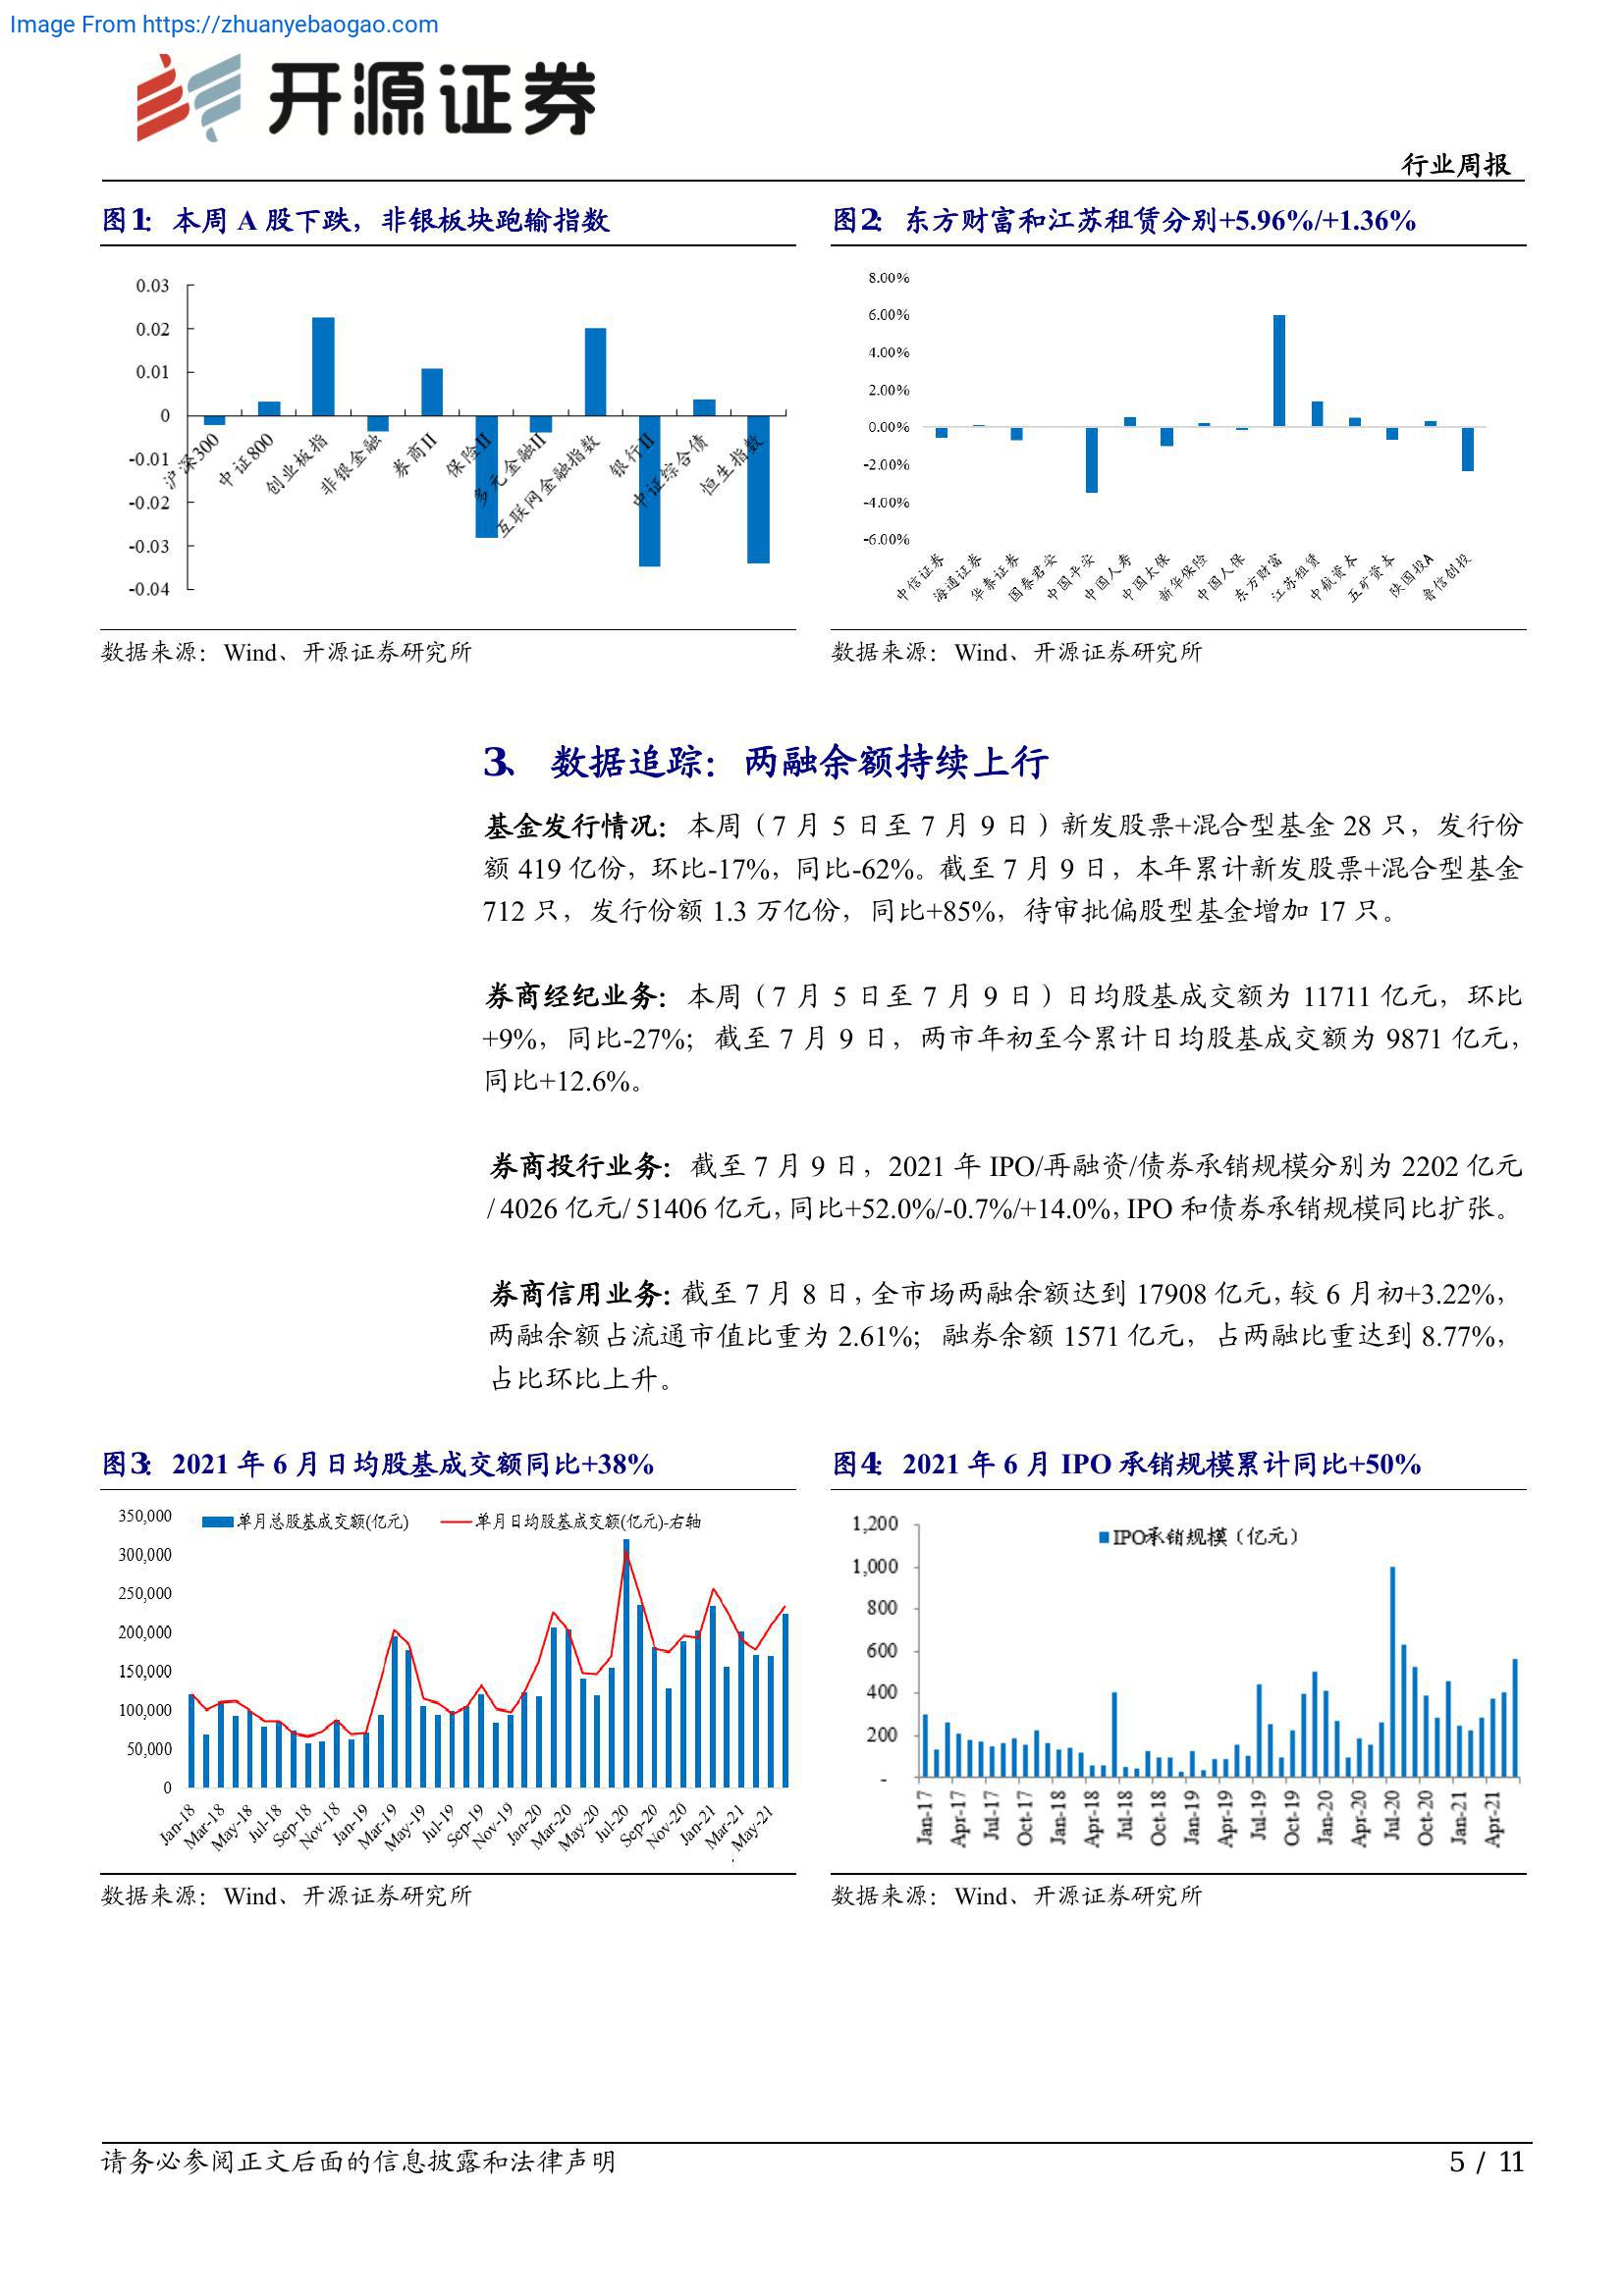 Image From https://zhuanyebaogao.com
开源证券
行业周报
图1： 本周 A 股下跌，非银板块跑输指数
0.03
0.02
0.01
0
-0.01
-0.02
-0.03
-0.04
沪深300
中证800
创业板指
非银金融
券商II
保险II
多元金融II
互联网金融指数
银行II
中证综合债
恒生指数
数据来源：Wind、开源证券研究所
图2： 东方财富和江苏租赁分别+5.96%/+1.36%
8.00%
6.00%
4.00%
2.00%
0.00%
-2.00%
-4.00%
-6.00%
中信证券
海通证券
华泰证券
国泰君安
中国平安
中国人寿
中国太保
新华保险
中国人保
东方财富
江苏租赁
中航资本
五矿资本
陕国投A
鲁信创投
数据来源：Wind、开源证券研究所
3、 数据追踪：两融余额持续上行
基金发行情况：本周（7 月 5 日至 7 月 9 日）新发股票+混合型基金 28 只，发行份
额 419 亿份，环比-17%，同比-62%。截至 7 月 9 日，本年累计新发股票+混合型基金
712 只，发行份额 1.3 万亿份，同比+85%，待审批偏股型基金增加 17 只。
券商经纪业务：本周（7 月 5 日至 7 月 9 日）日均股基成交额为 11711 亿元，环比
+9%，同比-27%；截至 7 月 9 日，两市年初至今累计日均股基成交额为 9871 亿元，
同比+12.6%。
券商投行业务：截至 7 月 9 日，2021 年 IPO/再融资/债券承销规模分别为 2202 亿元
/ 4026 亿元/ 51406 亿元，同比+52.0%/-0.7%/+14.0%，IPO 和债券承销规模同比扩张。
券商信用业务：截至 7 月 8 日，全市场两融余额达到 17908 亿元，较 6 月初+3.22%，
两融余额占流通市值比重为 2.61%；融券余额 1571 亿元，占两融比重达到 8.77%，
占比环比上升。
图3： 2021 年 6 月日均股基成交额同比+38%
单月总股基成交额(亿元)
单月日均股基成交额(亿元)-右轴
350,000
300,000
250,000
200,000
150,000
100,000
50,000
0
Jan-18
Mar-18
May-18
Jul-18
Sep-18
Nov-18
Jan-19
Mar-19
May-19
Jul-19
Sep-19
Nov-19
Jan-20
Mar-20
May-20
Jul-20
Sep-20
Nov-20
Jan-21
Mar-21
May-21
数据来源：Wind、开源证券研究所
图4： 2021 年 6 月 IPO 承销规模累计同比+50%
IPO承销规模（亿元）
1,200
1,000
800
600
400
200
-
Jan-17
Apr-17
Jul-17
Oct-17
Jan-18
Apr-18
Jul-18
Oct-18
Jan-19
Apr-19
Jul-19
Oct-19
Jan-20
Apr-20
Jul-20
Oct-20
Jan-21
Apr-21
数据来源：Wind、开源证券研究所
请务必参阅正文后面的信息披露和法律声明
5 / 11